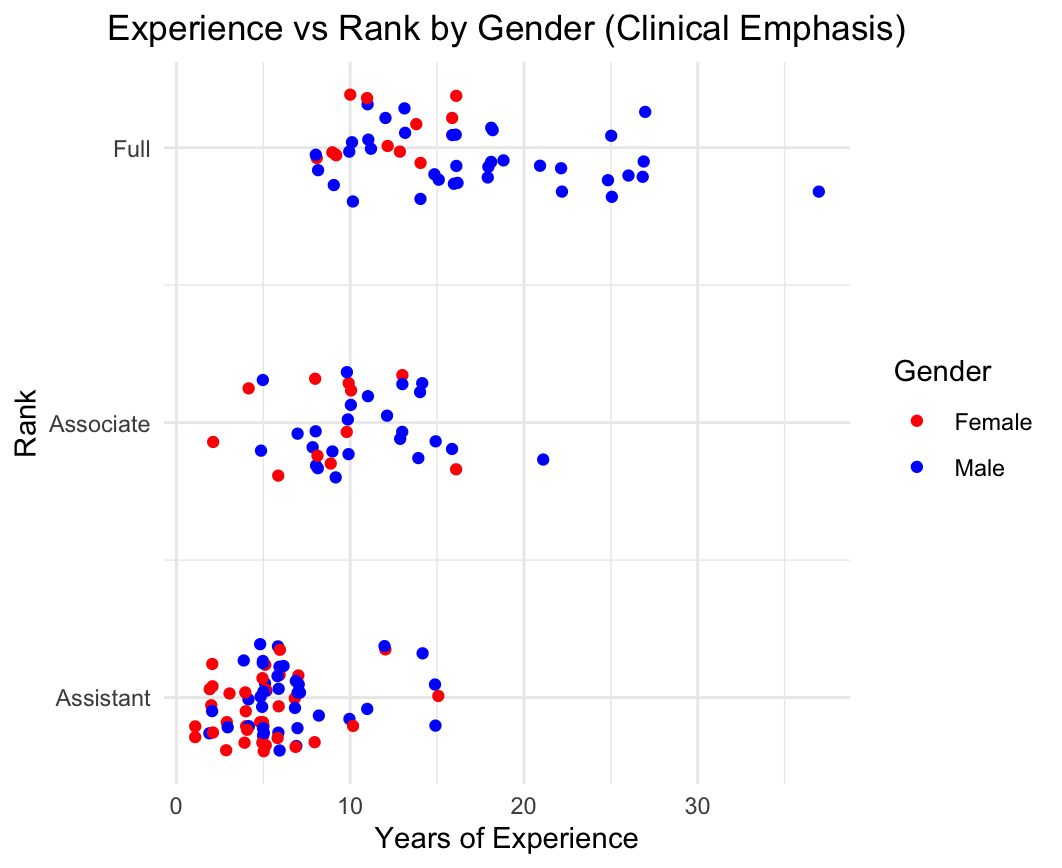 Experience vs Rank by Gender (Clinical Emphasis)
Full
Associate
Assistant
Rank
0 10 20 30
Years of Experience
Gender
Female
Male